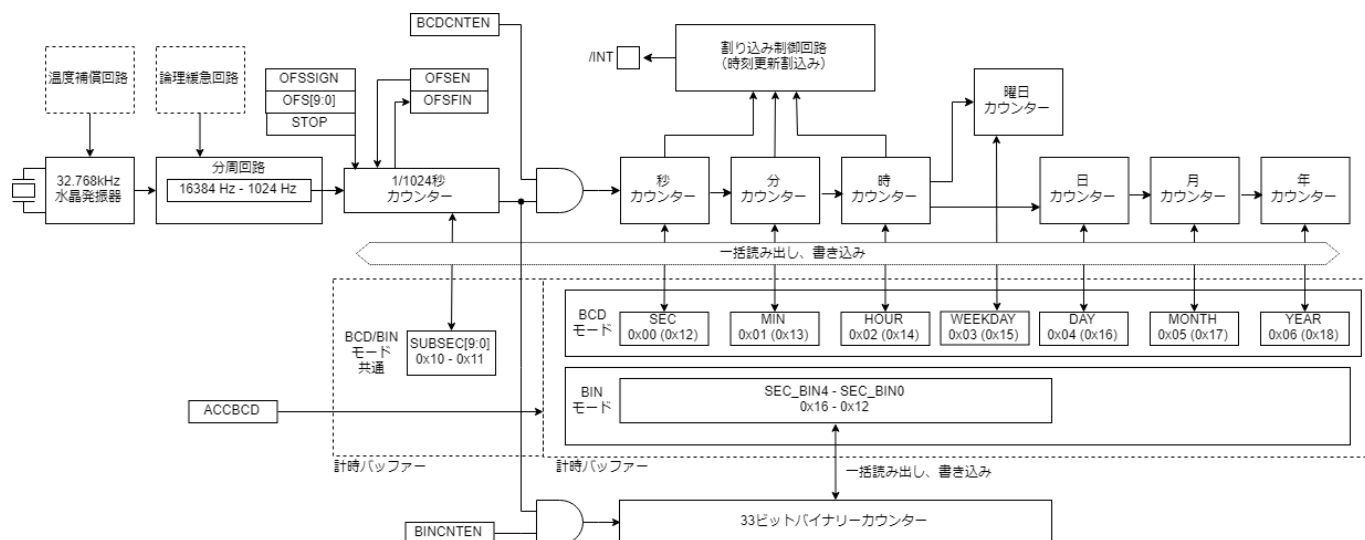 BCDCNTEN
/INT
割り込み制御回路
（時刻更新割込み）
温度補償回路
論理緩急回路
OFSSIGN
OFS[9:0]
STOP
OFSEN
OFSFIN
曜日
カウンター
32.768kHz
水晶発振器
分周回路
16384 Hz - 1024 Hz
1/1024秒
カウンター
秒
カウンター
分
カウンター
時
カウンター
日
カウンター
月
カウンター
年
カウンター
一括読み出し、書き込み
BCD/BIN
モード
共通
SUBSEC[9:0]
0x10 - 0x11
BCD
モード
SEC
0x00 (0x12)
MIN
0x01 (0x13)
HOUR
0x02 (0x14)
WEEKDAY
0x03 (0x15)
DAY
0x04 (0x16)
MONTH
0x05 (0x17)
YEAR
0x06 (0x18)
BIN
モード
SEC_BIN4 - SEC_BIN0
0x16 - 0x12
ACCBCD
計時バッファー
計時バッファー
一括読み出し、書き込み
33ビットバイナリーカウンター
BINCNTEN